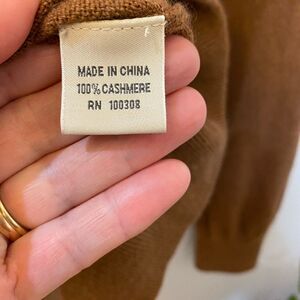 MADE IN CHINA
100% CASHMERE
RN 100308